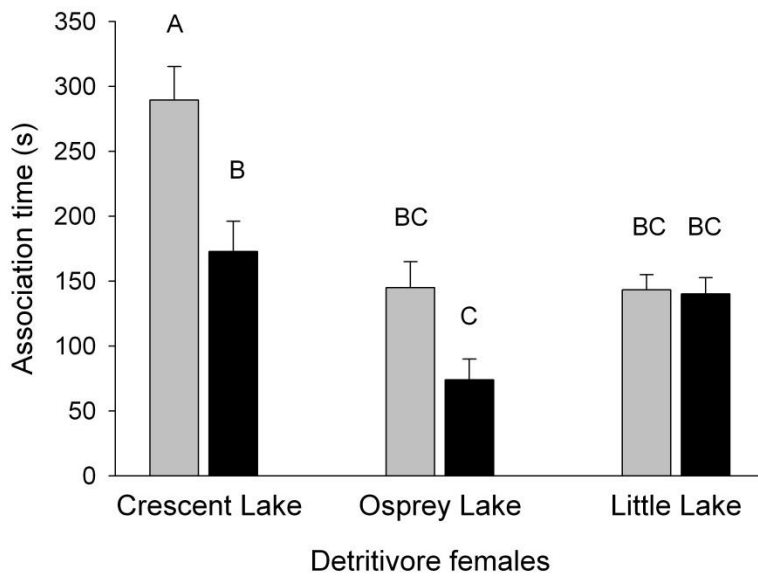 350
A
300
250
B
200
BC
BC BC
150
C
100
50
0
Association time (s)
Crescent Lake Osprey Lake Little Lake
Detritivore females